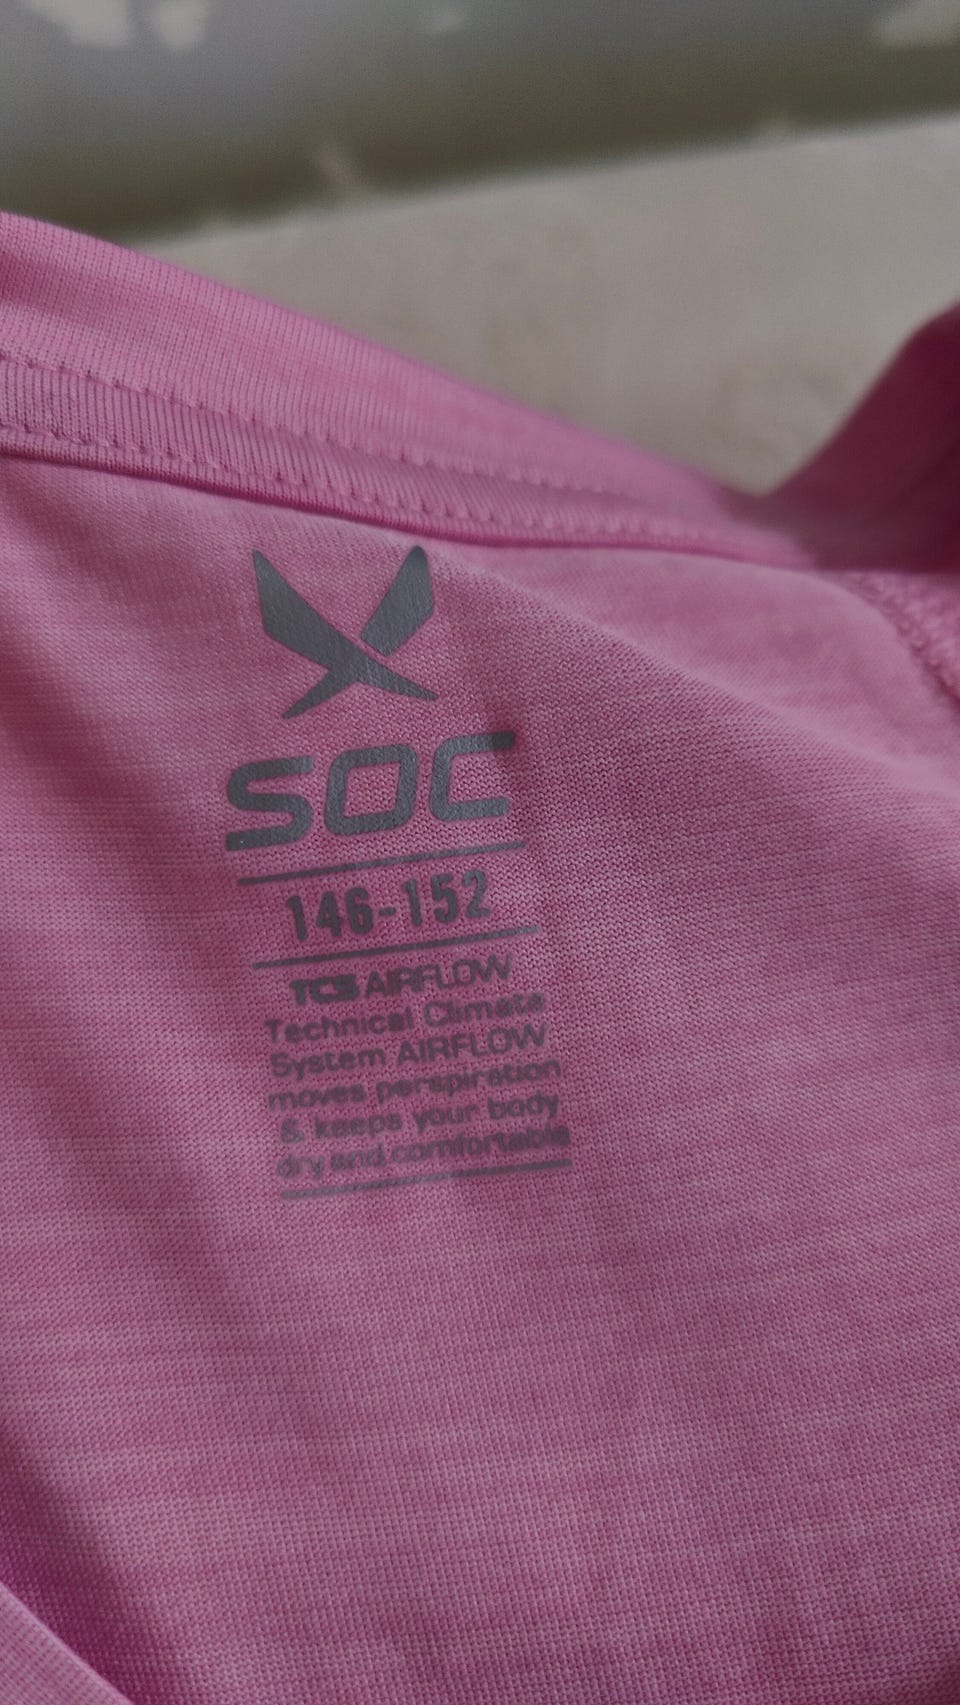 SOC
146-152
TCS AIRFLOW
Technical Climate
System AIRFLOW
moves perspiration
& keeps your body
dry and comfortable